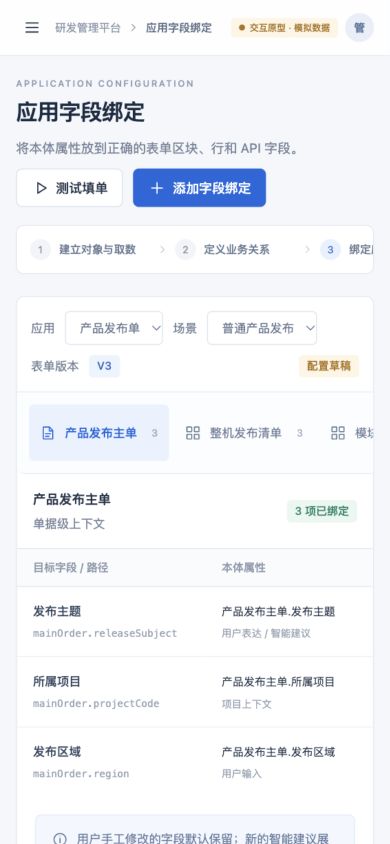 研发管理平台 > 应用字段绑定 交互原型 · 模拟数据 管
APPLICATION CONFIGURATION
应用字段绑定
将本体属性放到正确的表单区块、行和 API 字段。
测试填单 添加字段绑定
1 建立对象与取数 > 2 定义业务关系 > 3 绑定
应用 产品发布单 场景 普通产品发布
表单版本 V3 配置草稿
产品发布主单 3 整机发布清单 3 模
产品发布主单
单据级上下文
3 项已绑定
目标字段 / 路径 本体属性
发布主题 产品发布主单.发布主题
mainOrder.releaseSubject 用户表达 / 智能建议
所属项目 产品发布主单.所属项目
mainOrder.projectCode 项目上下文
发布区域 产品发布主单.发布区域
mainOrder.region 用户输入
用户手工修改的字段默认保留；新的智能建议展